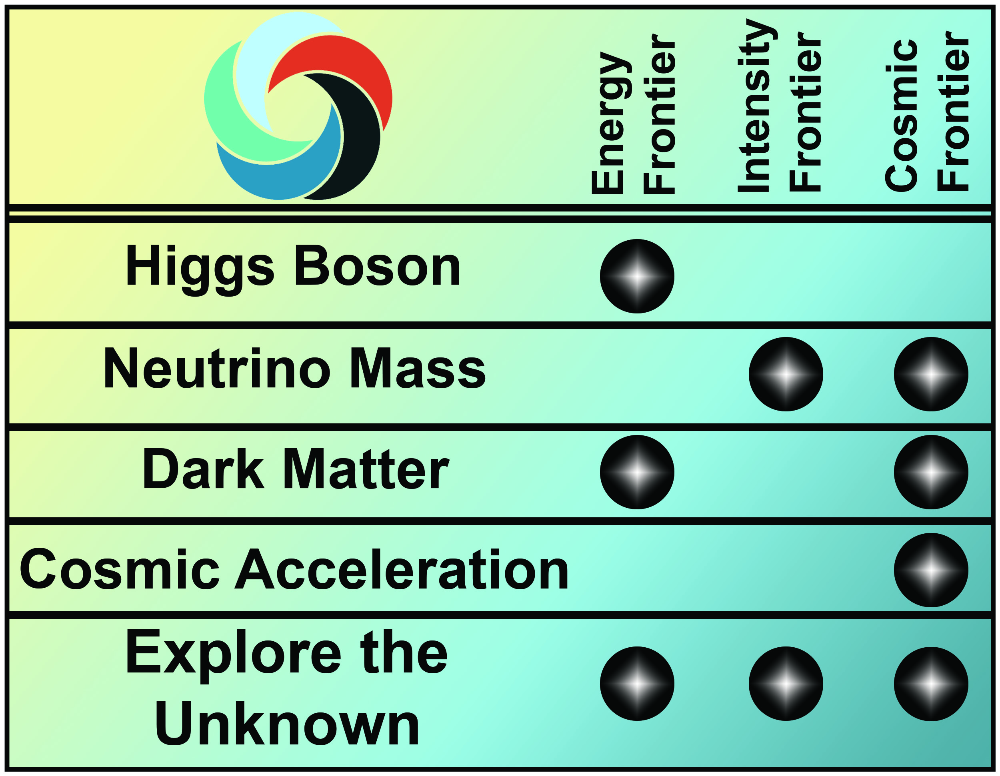 Energy
Frontier
Intensity
Frontier
Cosmic
Frontier
Higgs Boson
Neutrino Mass
Dark Matter
Cosmic Acceleration
Explore the
Unknown